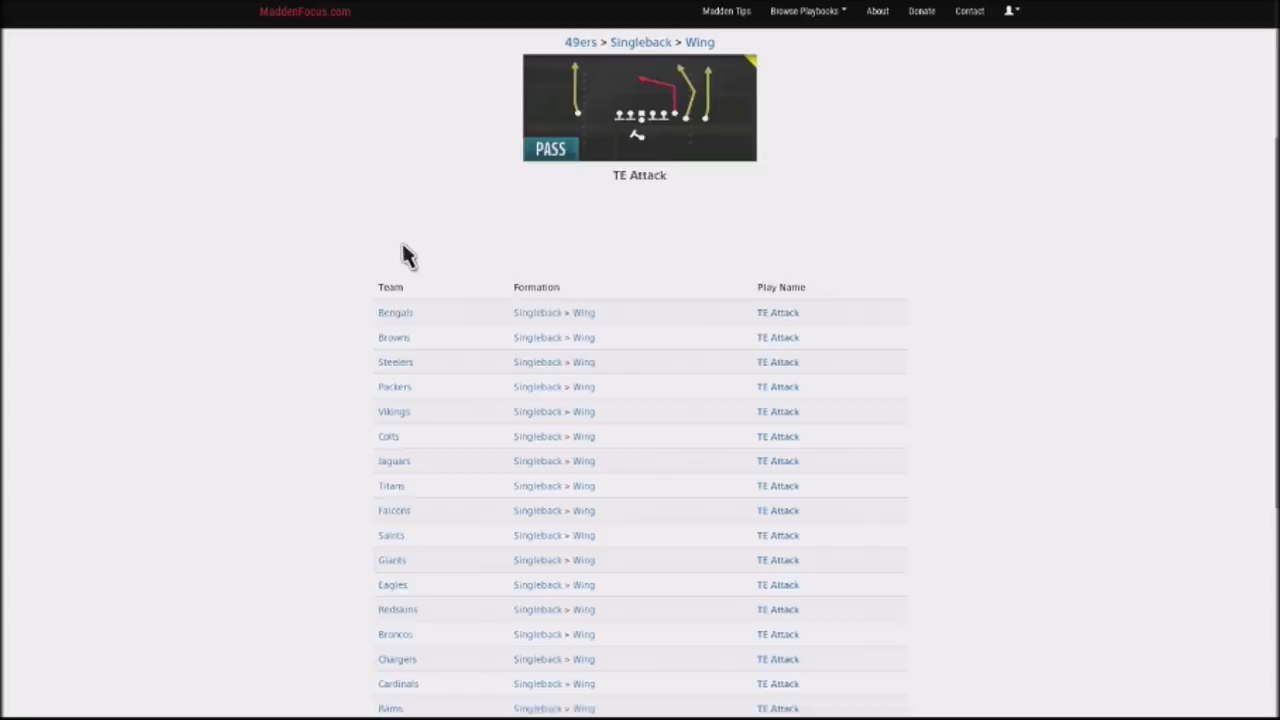 MaddenFocus.com Madden Tips Browse Playbooks About Donate Contact
49ers > Singleback > Wing
PASS
TE Attack
Team Formation Play Name
Bengals Singleback > Wing TE Attack
Browns Singleback > Wing TE Attack
Steelers Singleback > Wing TE Attack
Packers Singleback > Wing TE Attack
Vikings Singleback > Wing TE Attack
Colts Singleback > Wing TE Attack
Jaguars Singleback > Wing TE Attack
Titans Singleback > Wing TE Attack
Falcons Singleback > Wing TE Attack
Saints Singleback > Wing TE Attack
Giants Singleback > Wing TE Attack
Eagles Singleback > Wing TE Attack
Redskins Singleback > Wing TE Attack
Broncos Singleback > Wing TE Attack
Chargers Singleback > Wing TE Attack
Cardinals Singleback > Wing TE Attack
Rams Singleback > Wing TE Attack